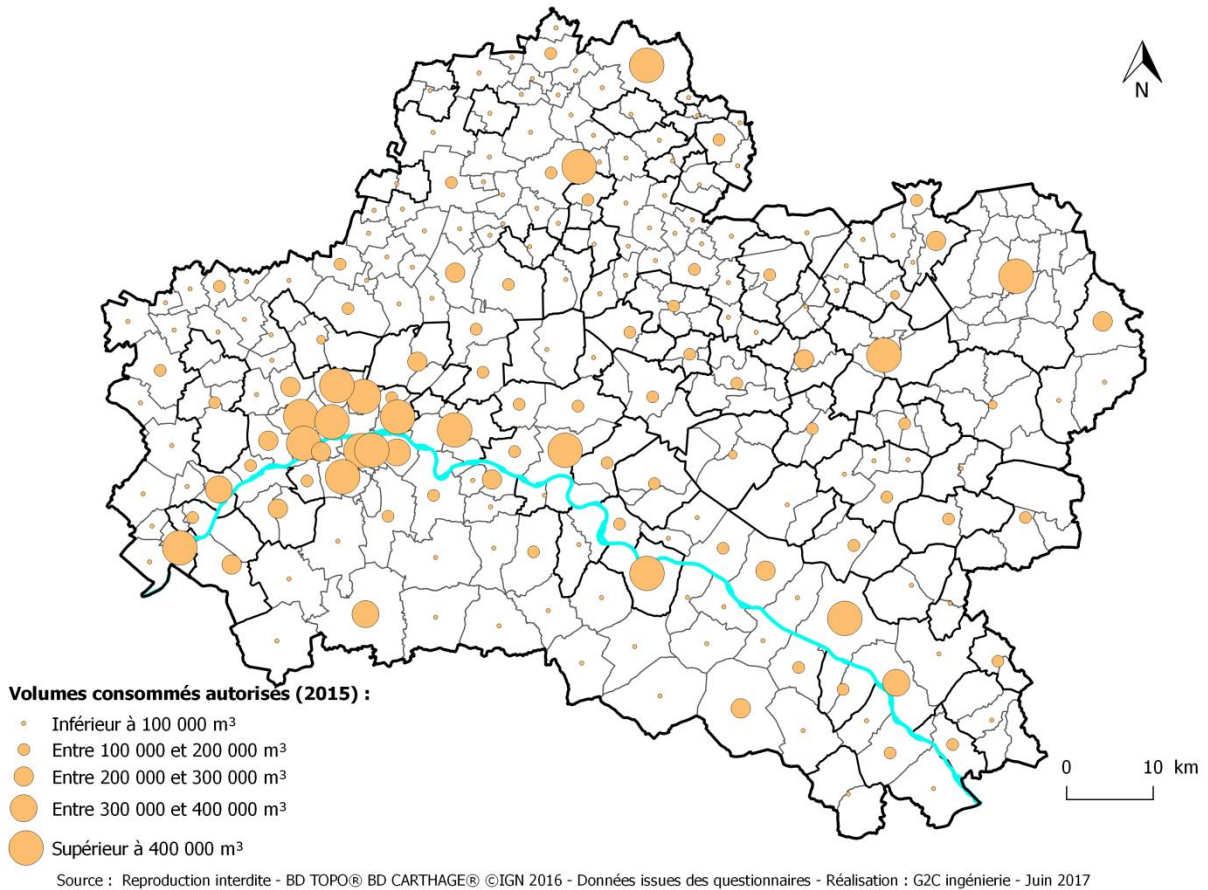 N
Volumes consommés autorisés (2015) :
Inférieur à 100 000 m³
Entre 100 000 et 200 000 m³
Entre 200 000 et 300 000 m³
Entre 300 000 et 400 000 m³
Supérieur à 400 000 m³
0 10 km
Source : Reproduction interdite - BD TOPO® BD CARTHAGE® ©IGN 2016 - Données issues des questionnaires - Réalisation : G2C ingénierie - Juin 2017